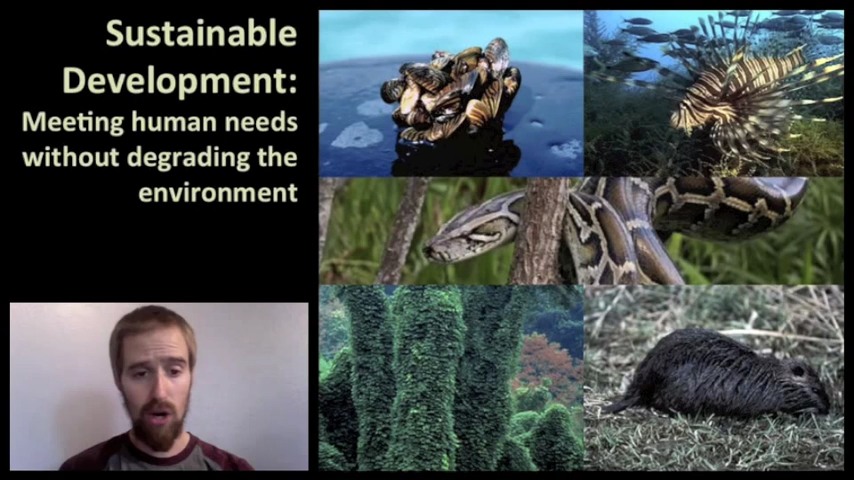 Sustainable
Development:
Meeting human needs
without degrading the
environment